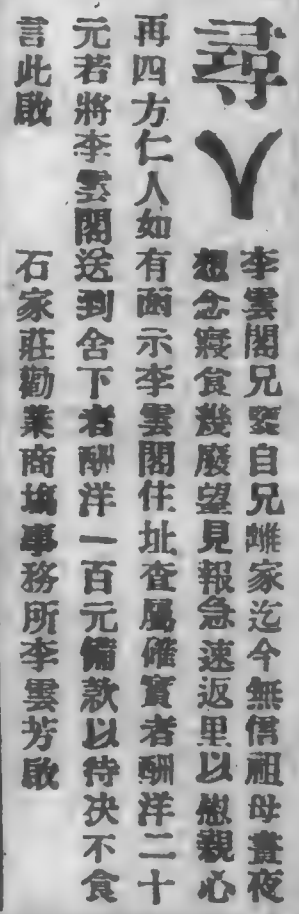 尋人
李雲閣兄鑒自兄離家迄今無信祖母晝夜
想念寢食幾廢望見報急速返里以慰親心
再四方仁人如有函示李雲閣住址查屬確實者酬洋二十
元若將李雲閣送到舍下者酬洋一百元備款以待决不食
言此啟
石家莊勸業商塲事務所李雲芳啟